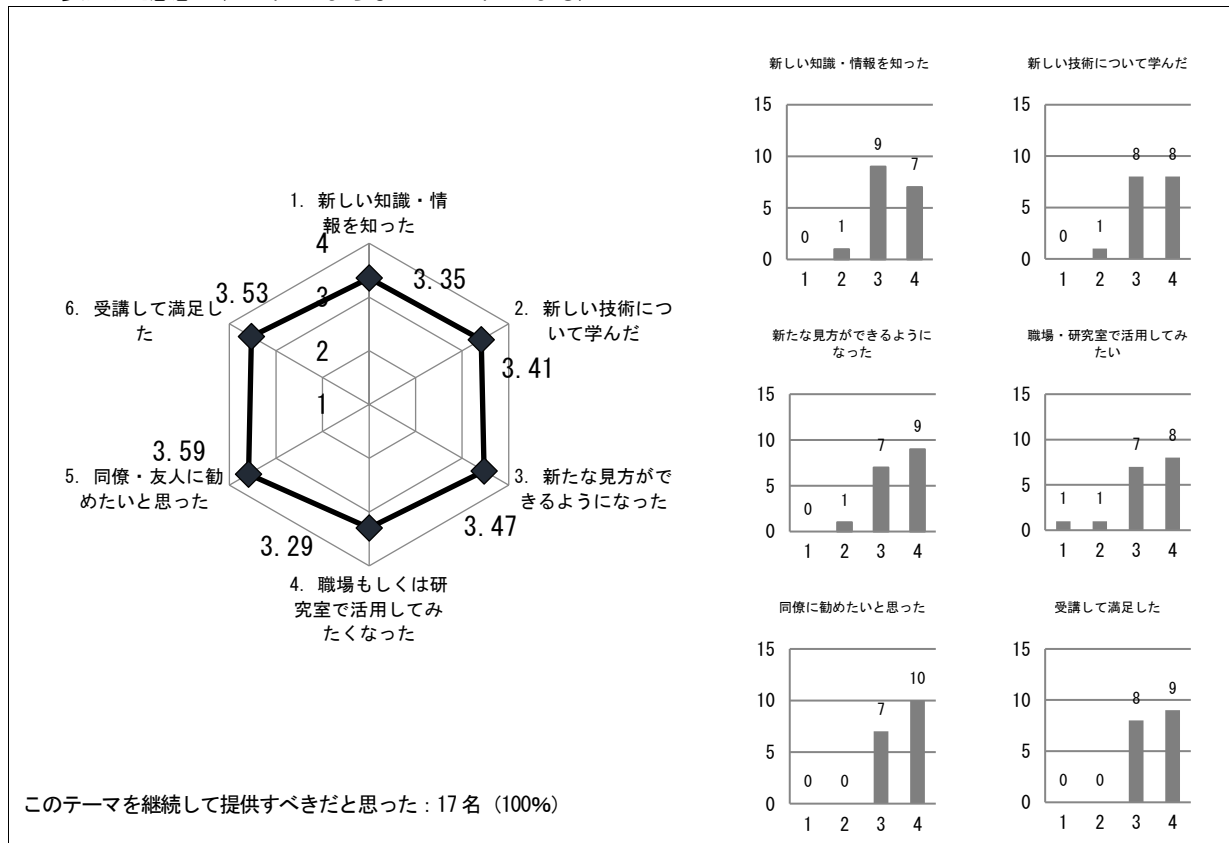 1. 新しい知識・情
報を知った
4
3.35
3.53
3
6. 受講して満足し
た
2. 新しい技術につ
いて学んだ
2
3.41
1
3.59
5. 同僚・友人に勧
めたいと思った
3. 新たな見方がで
きるようになった
3.47
3.29
4. 職場もしくは研
究室で活用してみ
たくなった
このテーマを継続して提供すべきだと思った：17名（100%）
新しい知識・情報を知った
15
10
5
0
0
1
9
7
1 2 3 4
新しい技術について学んだ
15
10
5
0
0
1
8
8
1 2 3 4
新たな見方ができるように
なった
15
10
5
0
0
1
7
9
1 2 3 4
職場・研究室で活用してみ
たい
15
10
5
0
1
1
7
8
1 2 3 4
同僚に勧めたいと思った
15
10
5
0
0
0
7
10
1 2 3 4
受講して満足した
15
10
5
0
0
0
8
9
1 2 3 4